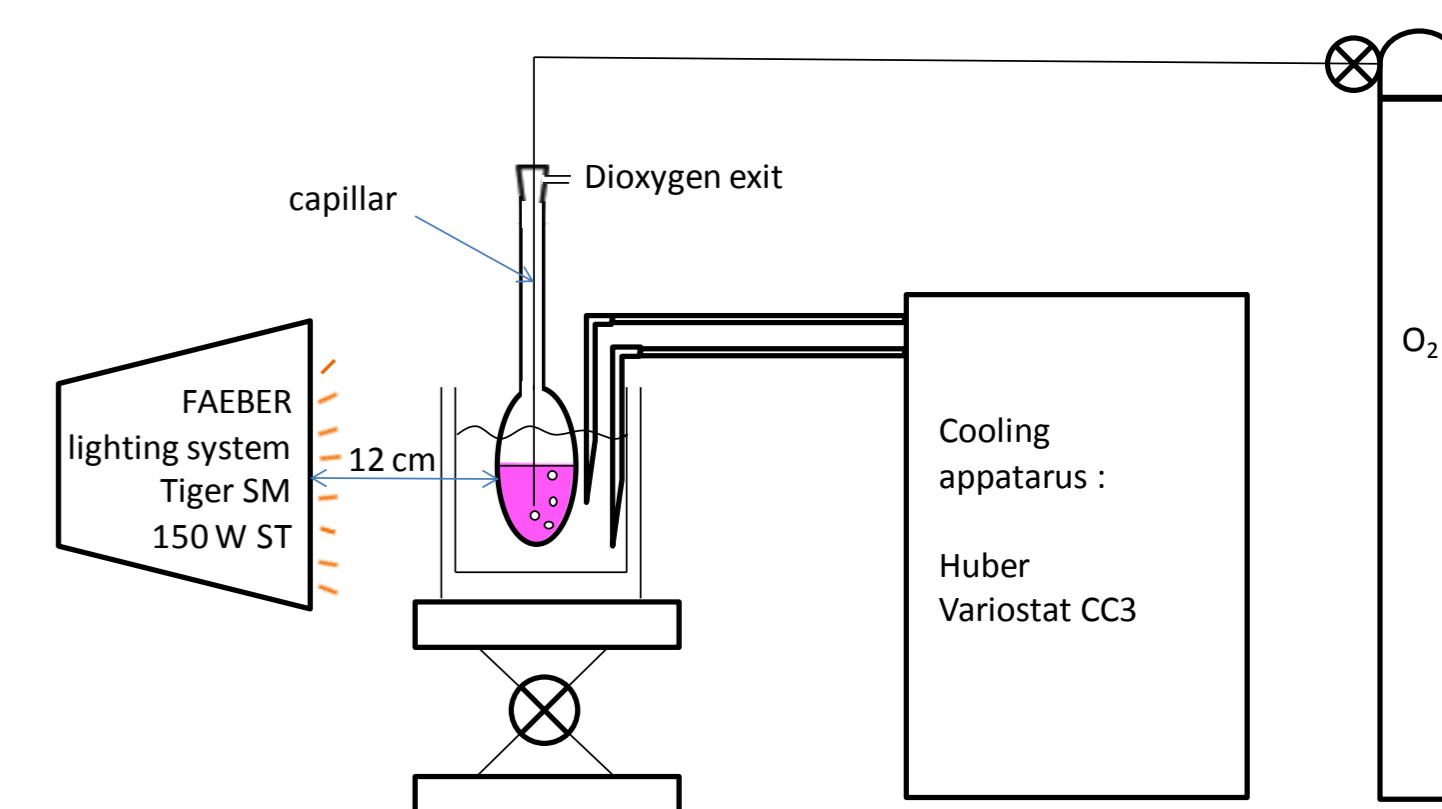 Dioxygen exit
capillar
FAEBER
lighting system
Tiger SM
150 W ST
12 cm
Cooling
appatarus :
Huber
Variostat CC3
O₂